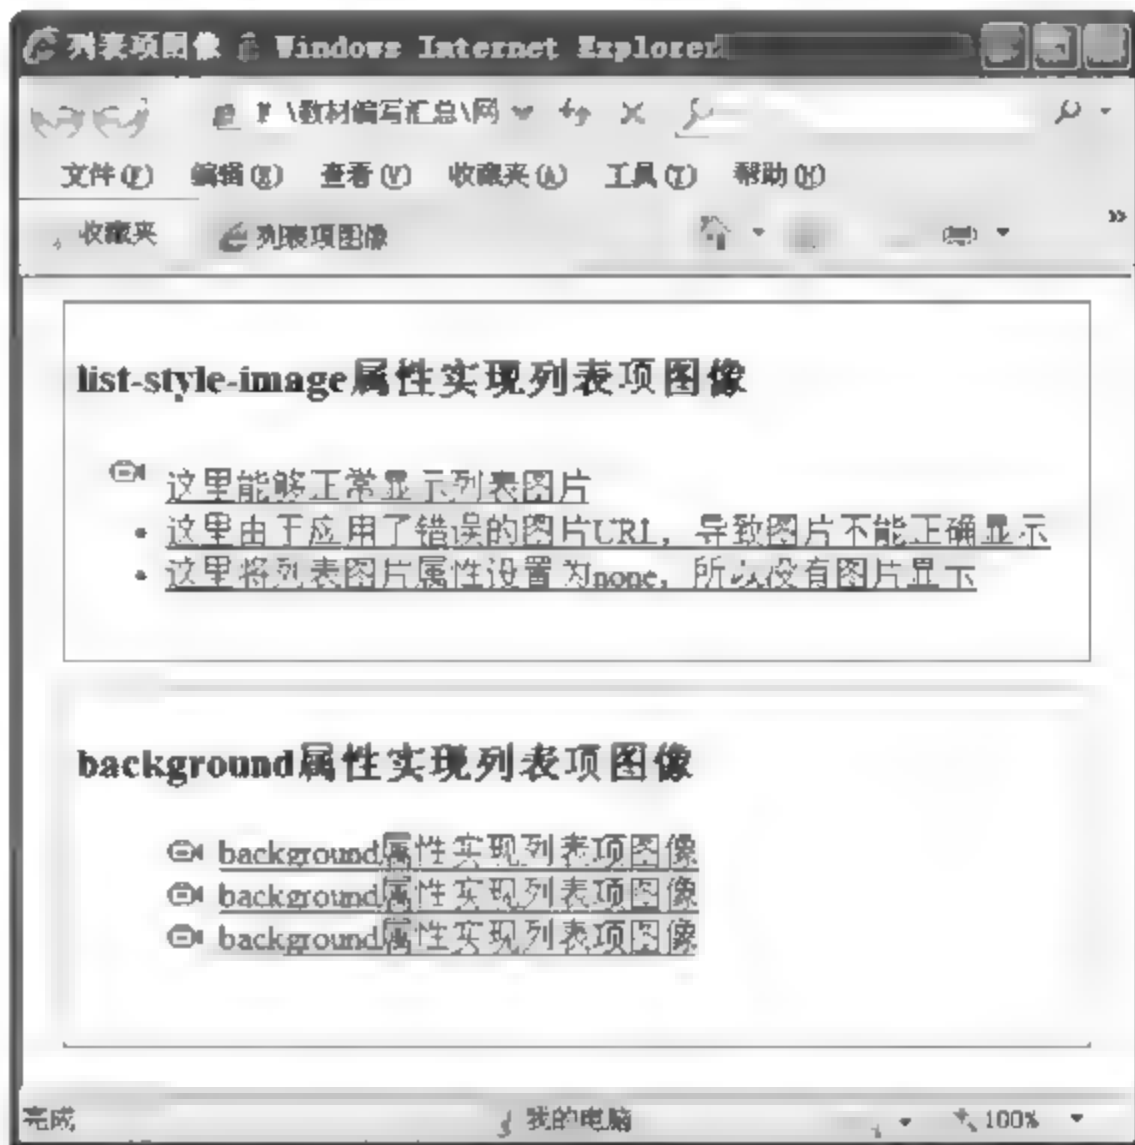 列表项图像 Windows Internet Explorer
F \教材编写汇总\网
文件(F) 编辑(E) 查看(V) 收藏夹(A) 工具(T) 帮助(H)
收藏夹 列表项图像 »
list-style-image属性实现列表项图像
这里能够正常显示列表图片
这里由于应用了错误的图片URL，导致图片不能正确显示
这里将列表图片属性设置为none，所以没有图片显示
background属性实现列表项图像
background属性实现列表项图像
background属性实现列表项图像
background属性实现列表项图像
完成 我的电脑 100%